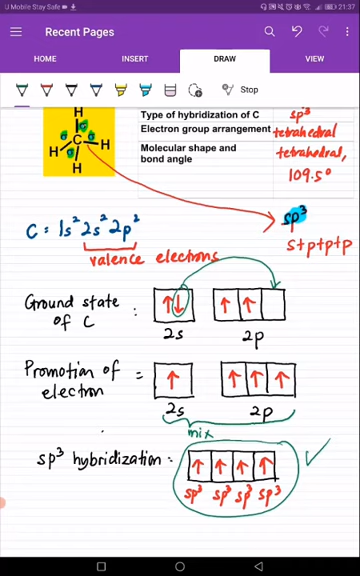 U Mobile Stay Safe
21:37
Recent Pages
HOME INSERT DRAW VIEW
Stop
H
σ
H C H
σ σ σ
H
Type of hybridization of C sp³
Electron group arrangement tetrahedral
Molecular shape and bond angle tetrahedral, 109.5°
sp³
s+p+p+p
C = 1s² 2s² 2p²
valence electrons
Ground state of C :
2s 2p
Promotion of electron =
2s 2p
mix
sp³ hybridization :
sp³ sp³ sp³ sp³